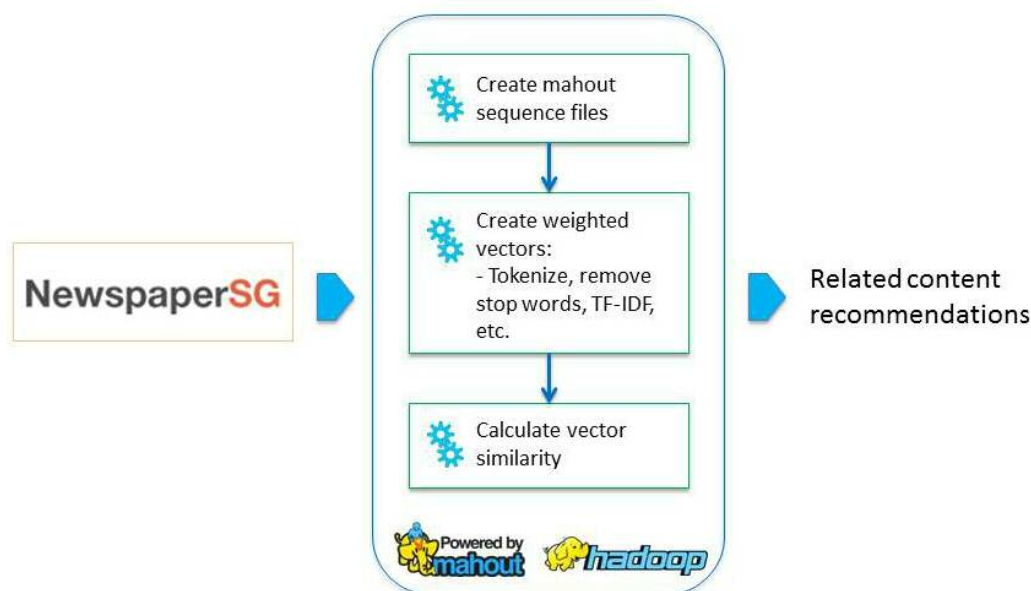 NewspaperSG
Create mahout
sequence files
Create weighted
vectors:
- Tokenize, remove
stop words, TF-IDF,
etc.
Calculate vector
similarity
Powered by
mahout
hadoop
Related content
recommendations